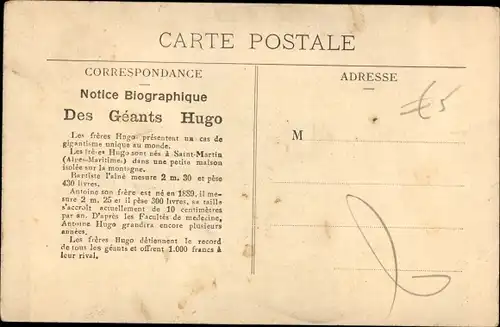 CARTE POSTALE
CORRESPONDANCE
ADRESSE
Notice Biographique
Des Géants Hugo
Les frères Hugo présentent un cas de
gigantisme unique au monde.
Les frères Hugo sont nés à Saint-Martin
(Alpes-Maritime.) dans une petite maison
isolée sur la montagne.
Baptiste l'aîné mesure 2 m. 30 et pèse
430 livres.
Antoine son frère est né en 1889. il me-
sure 2 m. 25 et il pèse 300 livres. sa taille
s'accroît actuellement de 10 centimètres
par an. D'après les Facultés de medecine,
Antoine Hugo grandira encore plusieurs
années.
Les frères Hugo détiennent le record
de tous les géants et offrent 1.000 francs à
leur rival.
M
€5